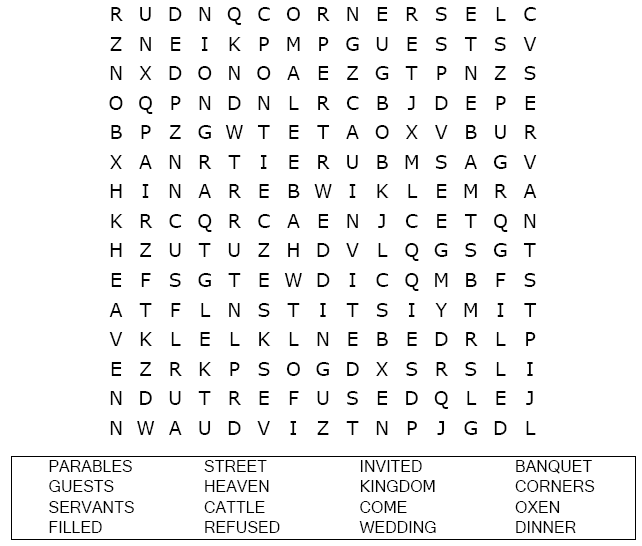 R U D N Q C O R N E R S E L C
Z N E I K P M P G U E S T S V
N X D O N O A E Z G T P N Z S
O Q P N D N L R C B J D E P E
B P Z G W T E T A O X V B U R
X A N R T I E R U B M S A G V
H I N A R E B W I K L E M R A
K R C Q R C A E N J C E T Q N
H Z U T U Z H D V L Q G S G T
E F S G T E W D I C Q M B F S
A T F L N S T I T S I Y M I T
V K L E L K L N E B E D R L P
E Z R K P S O G D X S R S L I
N D U T R E F U S E D Q L E J
N W A U D V I Z T N P J G D L
PARABLES STREET INVITED BANQUET
GUESTS HEAVEN KINGDOM CORNERS
SERVANTS CATTLE COME OXEN
FILLED REFUSED WEDDING DINNER